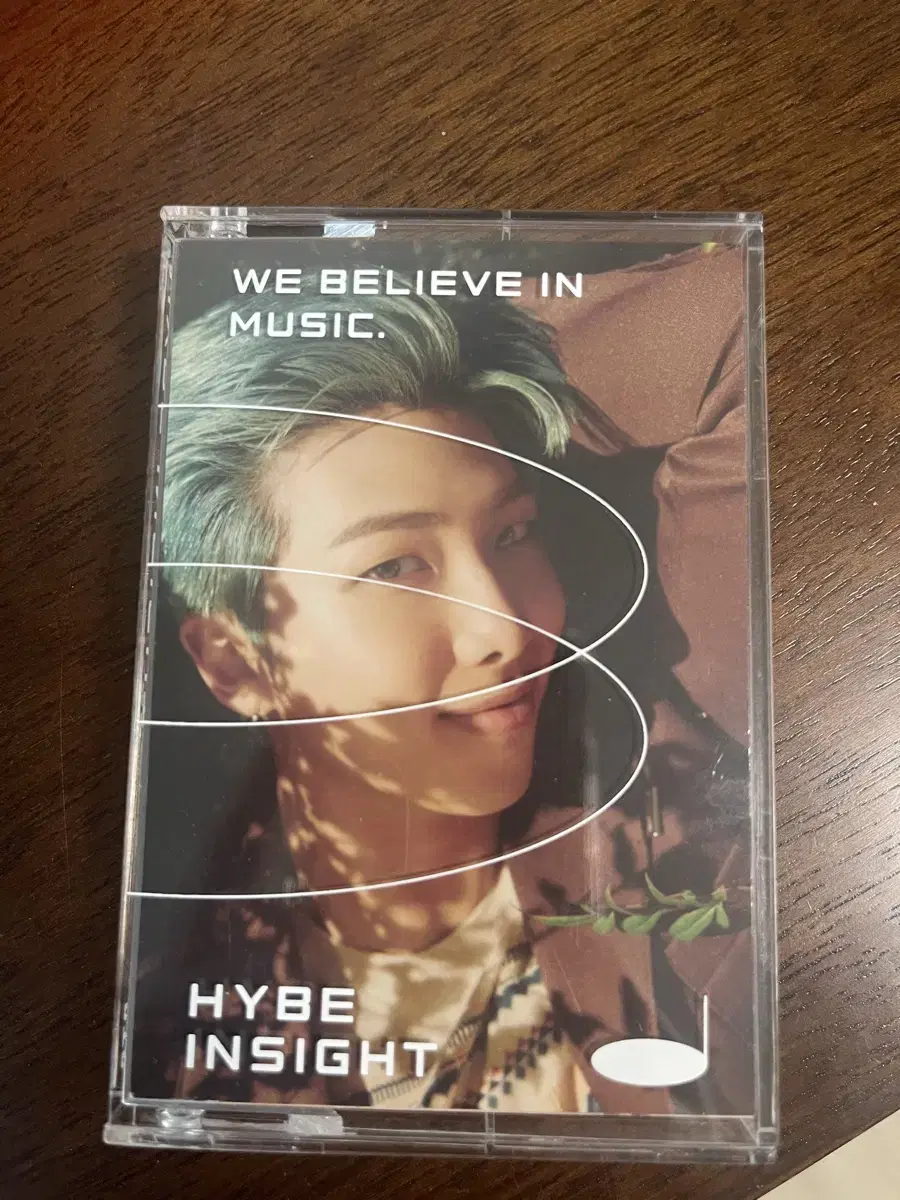 WE BELIEVE IN
MUSIC.
HYBE
INSIGHT